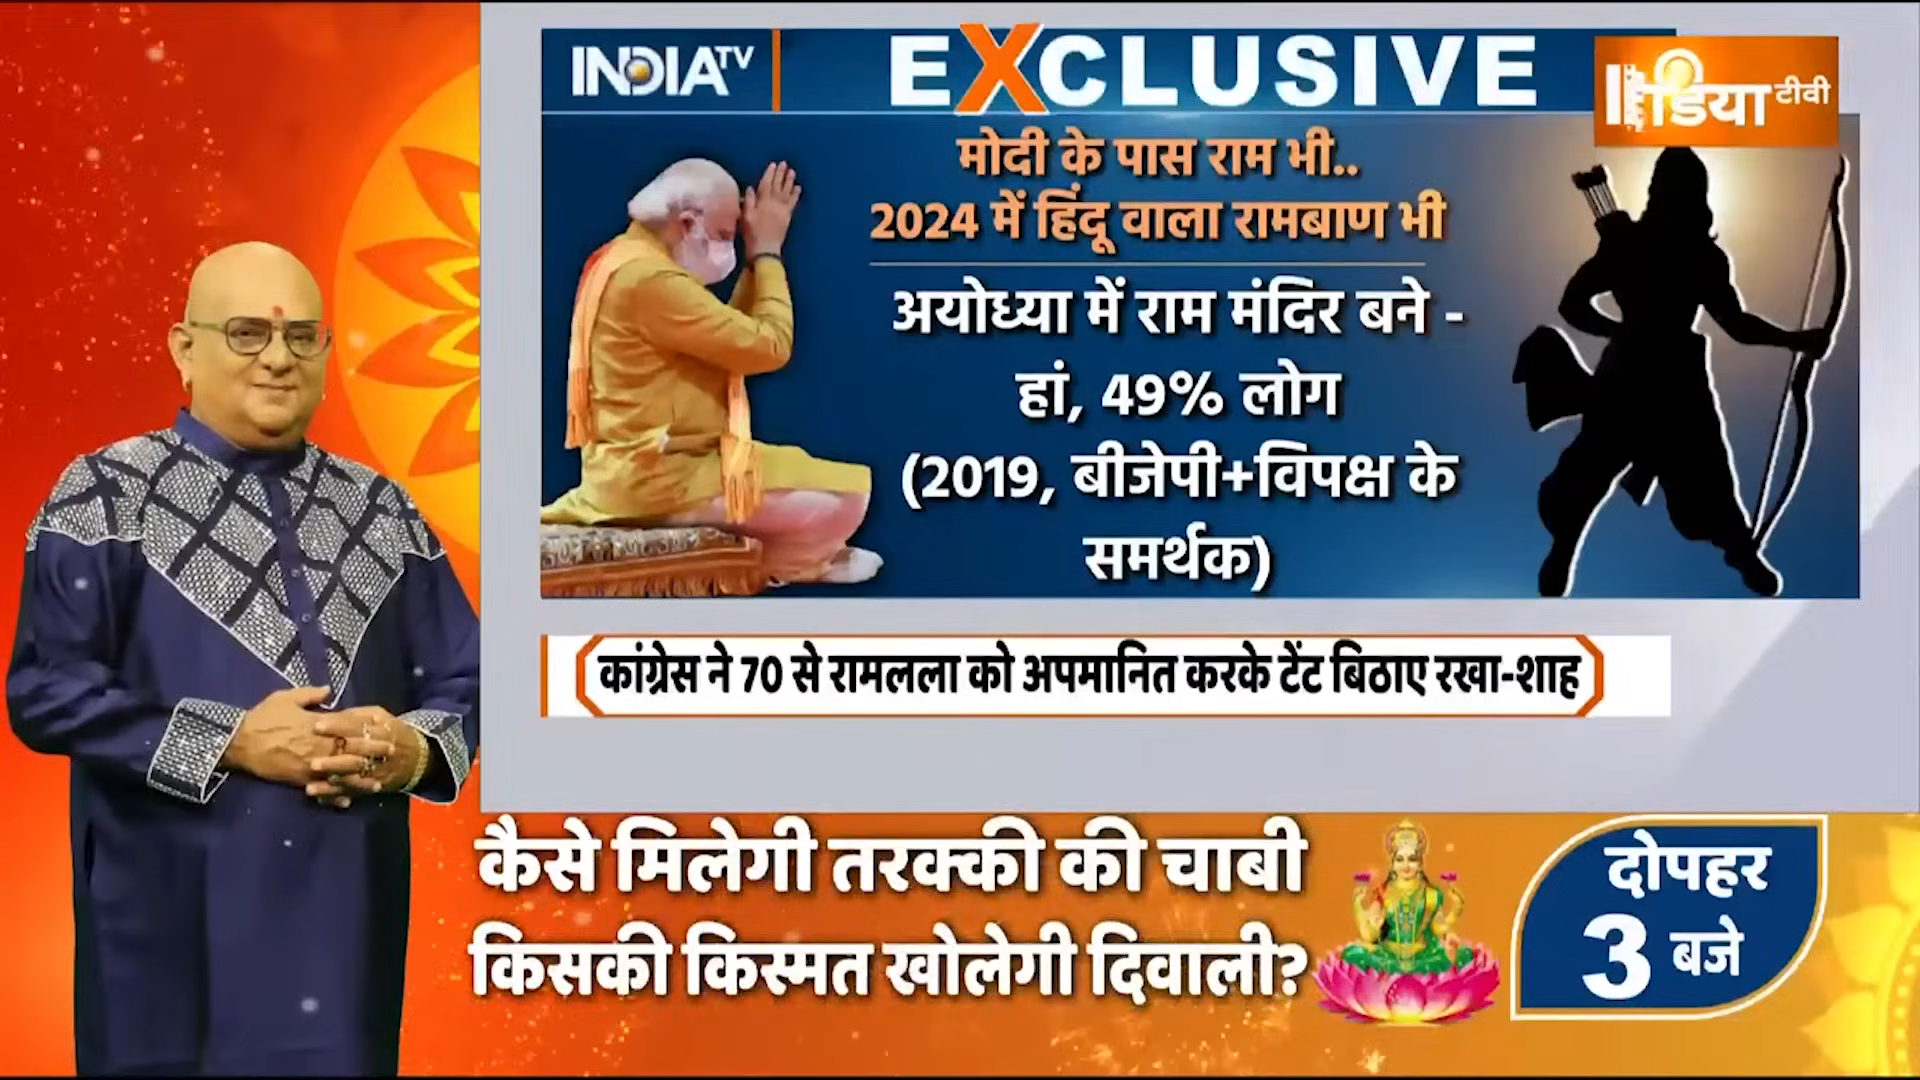 INDIA TV
EXCLUSIVE
इंडिया टीवी
मोदी के पास राम भी..
2024 में हिंदू वाला रामबाण भी
अयोध्या में राम मंदिर बने -
हां, 49% लोग
(2019, बीजेपी+विपक्ष के
समर्थक)
कांग्रेस ने 70 से रामलला को अपमानित करके टेंट बिठाए रखा-शाह
कैसे मिलेगी तरक्की की चाबी
किसकी किस्मत खोलेगी दिवाली?
दोपहर
3 बजे